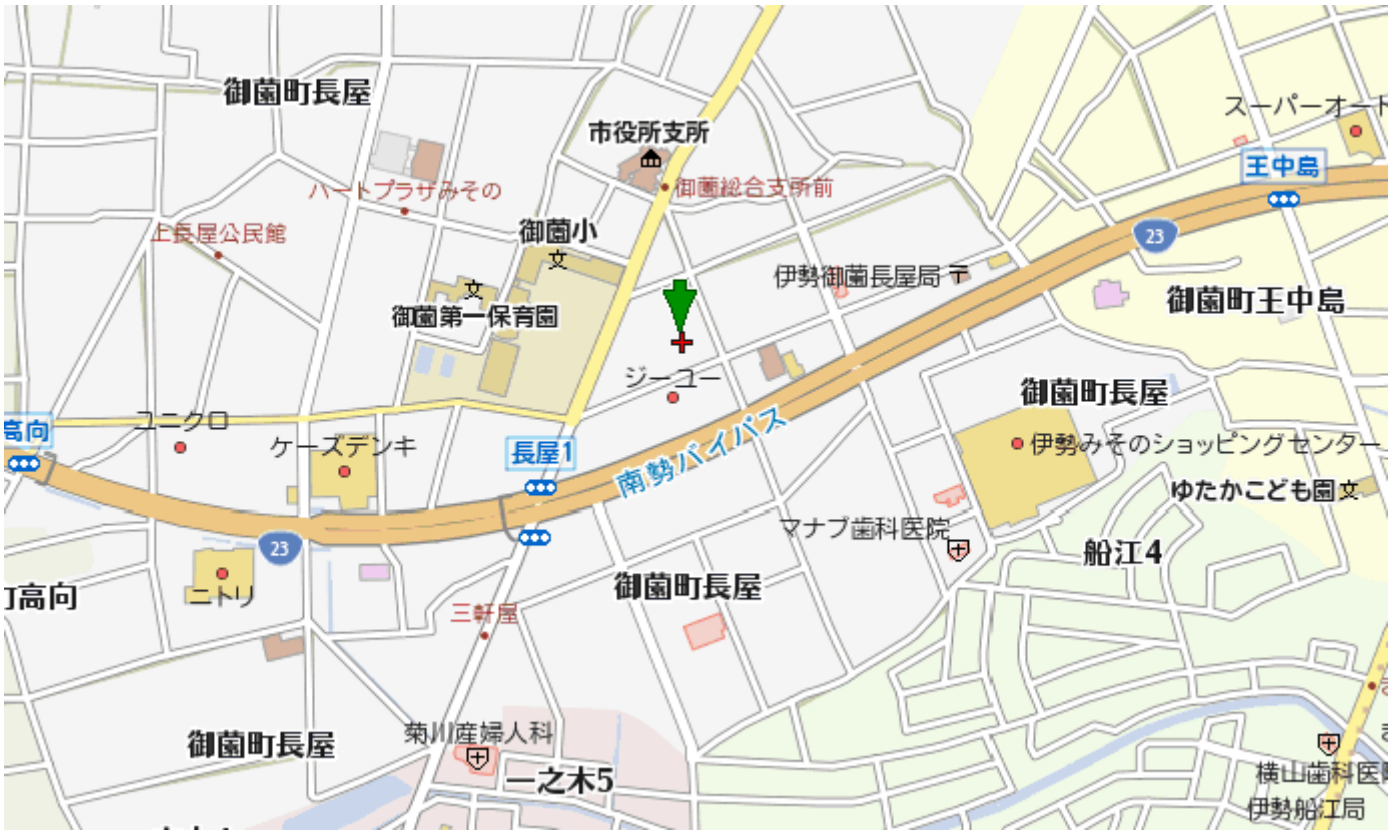 御薗町長屋
市役所支所
スーパーオート
王中島
ハートプラザみその
御薗総合支所前
上長屋公民館
御薗小
文
23
伊勢御薗長屋局
〒
文
御薗町王中島
御薗第一保育園
ジーユー
御薗町長屋
ユニクロ
高向
ケーズデンキ
長屋1
南勢バイパス
伊勢みそのショッピングセンター
ゆたかこども園
文
マナブ歯科医院
23
船江4
ニトリ
町高向
御薗町長屋
三軒屋
菊川産婦人科
御薗町長屋
一之木5
横山歯科医院
伊勢船江局